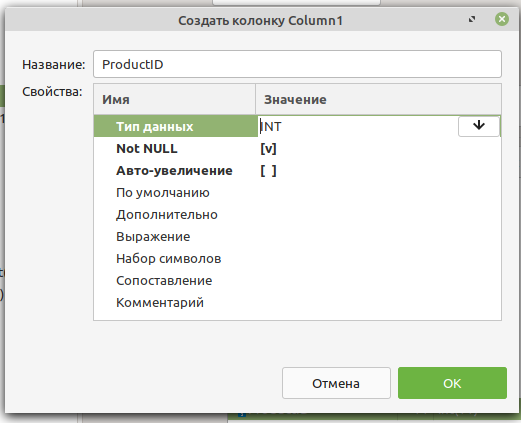 Создать колонку Column1
Название: ProductID
Свойства:
Имя Значение
Тип данных INT
Not NULL [v]
Авто-увеличение [ ]
По умолчанию
Дополнительно
Выражение
Набор символов
Сопоставление
Комментарий
Отмена OK